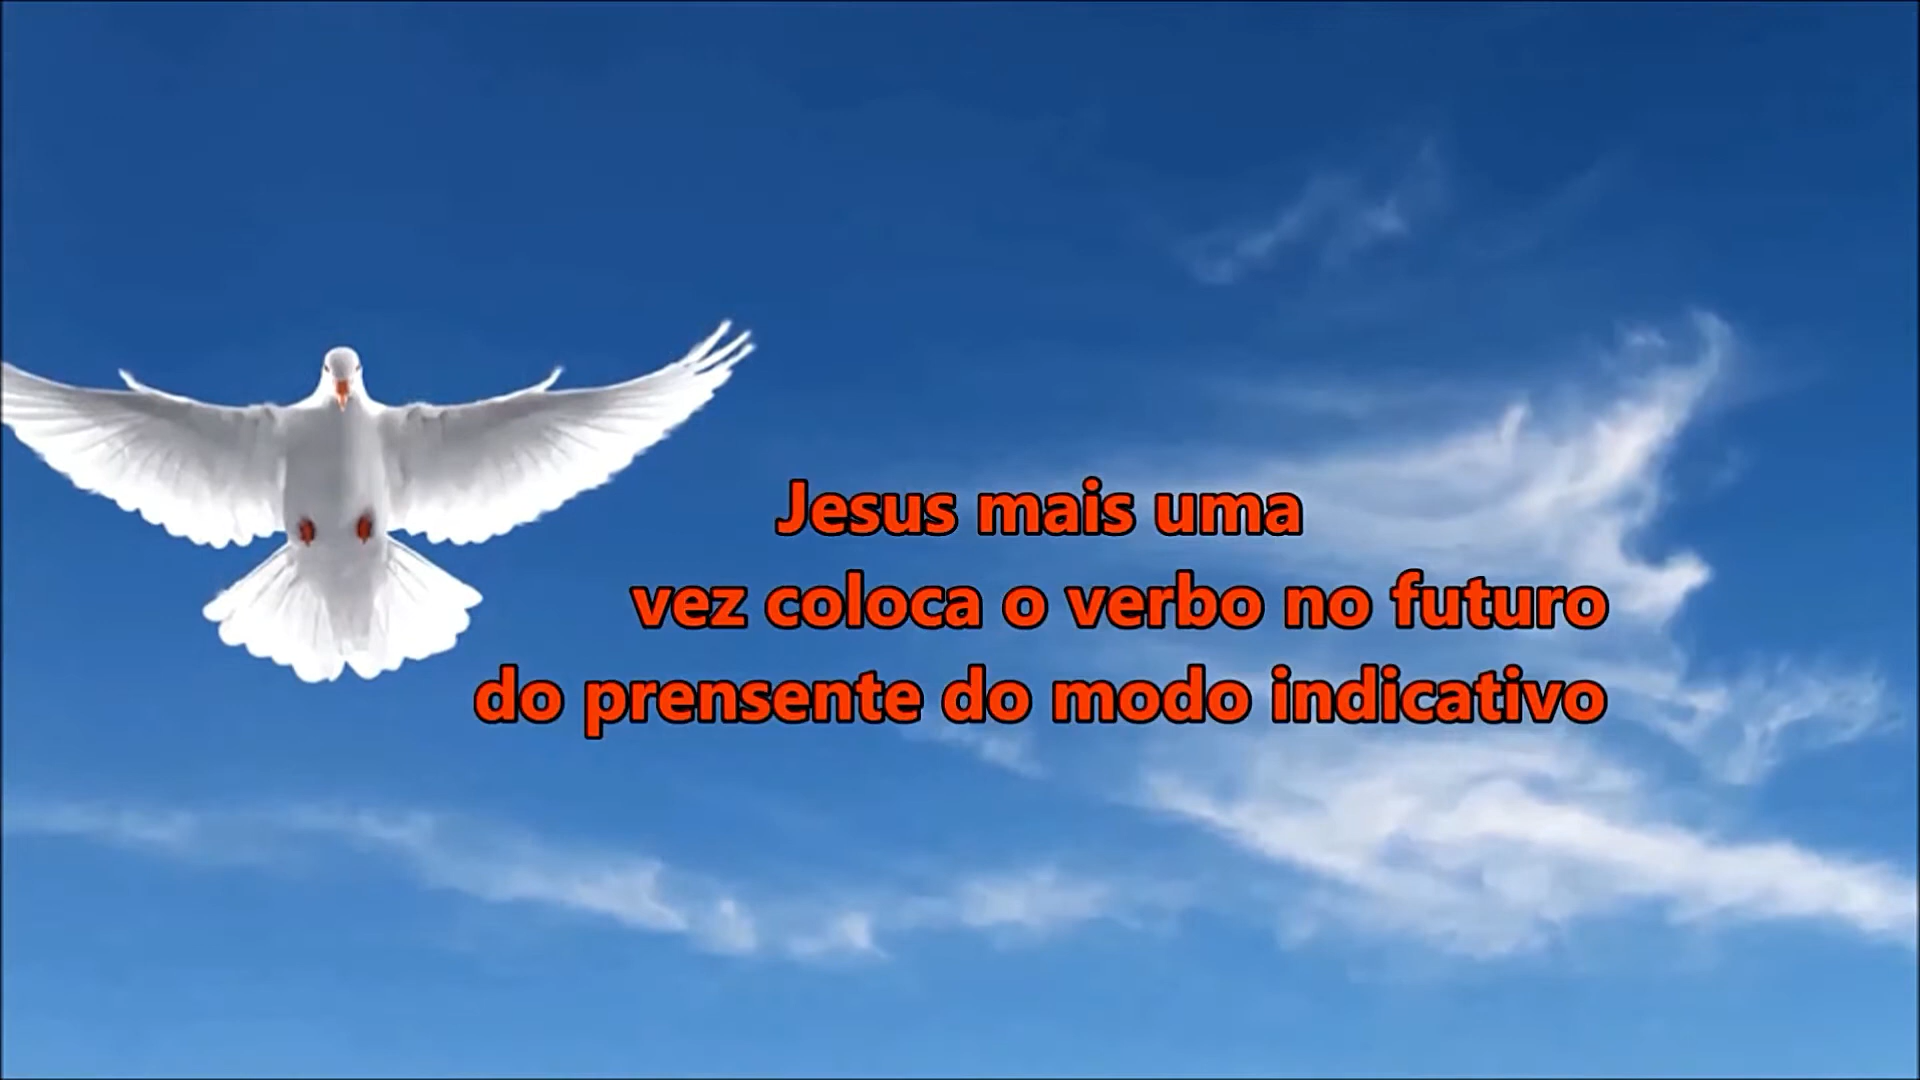 Jesus mais uma
vez coloca o verbo no futuro
do prensente do modo indicativo